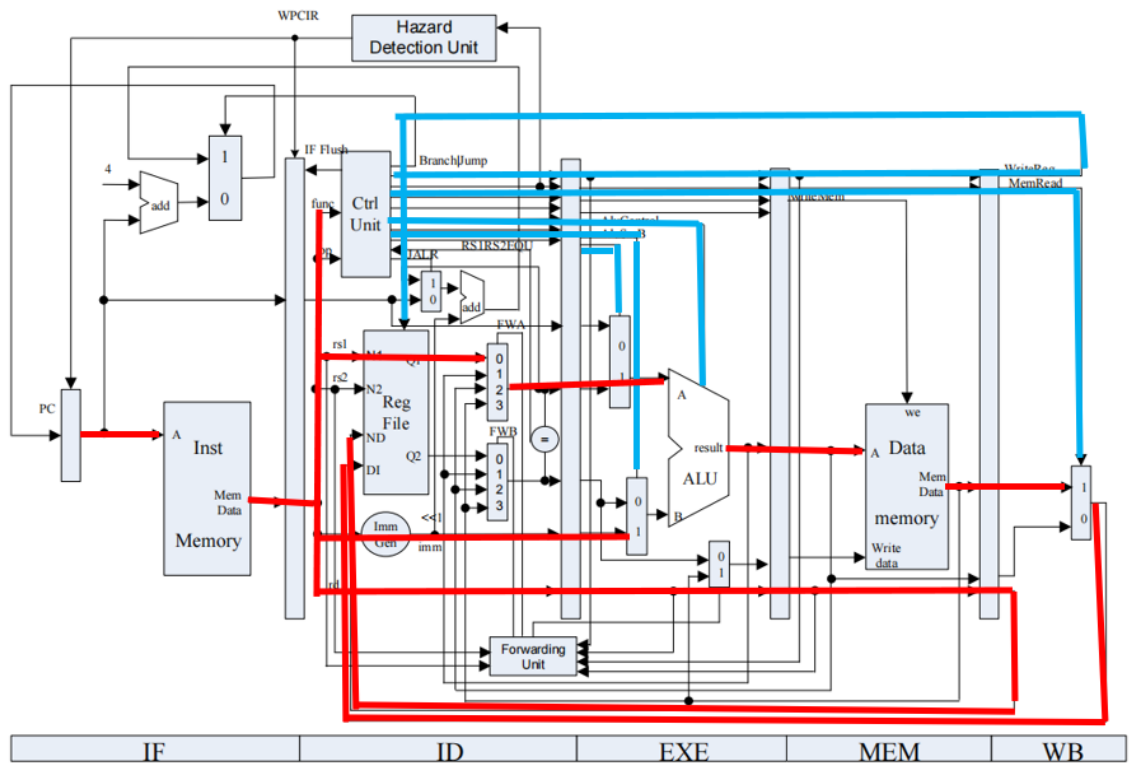 WPCIR
Hazard
Detection Unit
IF Flush
Branch|Jump
WriteReg
MemRead
WriteMem
4
add
1
0
func
Ctrl
Unit
AluControl
op
JALR
RS1RS2EQU
1
0
add
FWA
rs1
N1
Q1
rs2
N2
Reg
File
ND
DI
Q2
0
1
2
3
FWB
0
1
2
3
=
0
1
A
result
ALU
B
0
1
0
1
PC
A
Inst
Mem
Data
Memory
<<1
Imm
Gen
imm
rd
we
A
Data
Mem
Data
memory
Write
data
1
0
Forwarding
Unit
IF
ID
EXE
MEM
WB